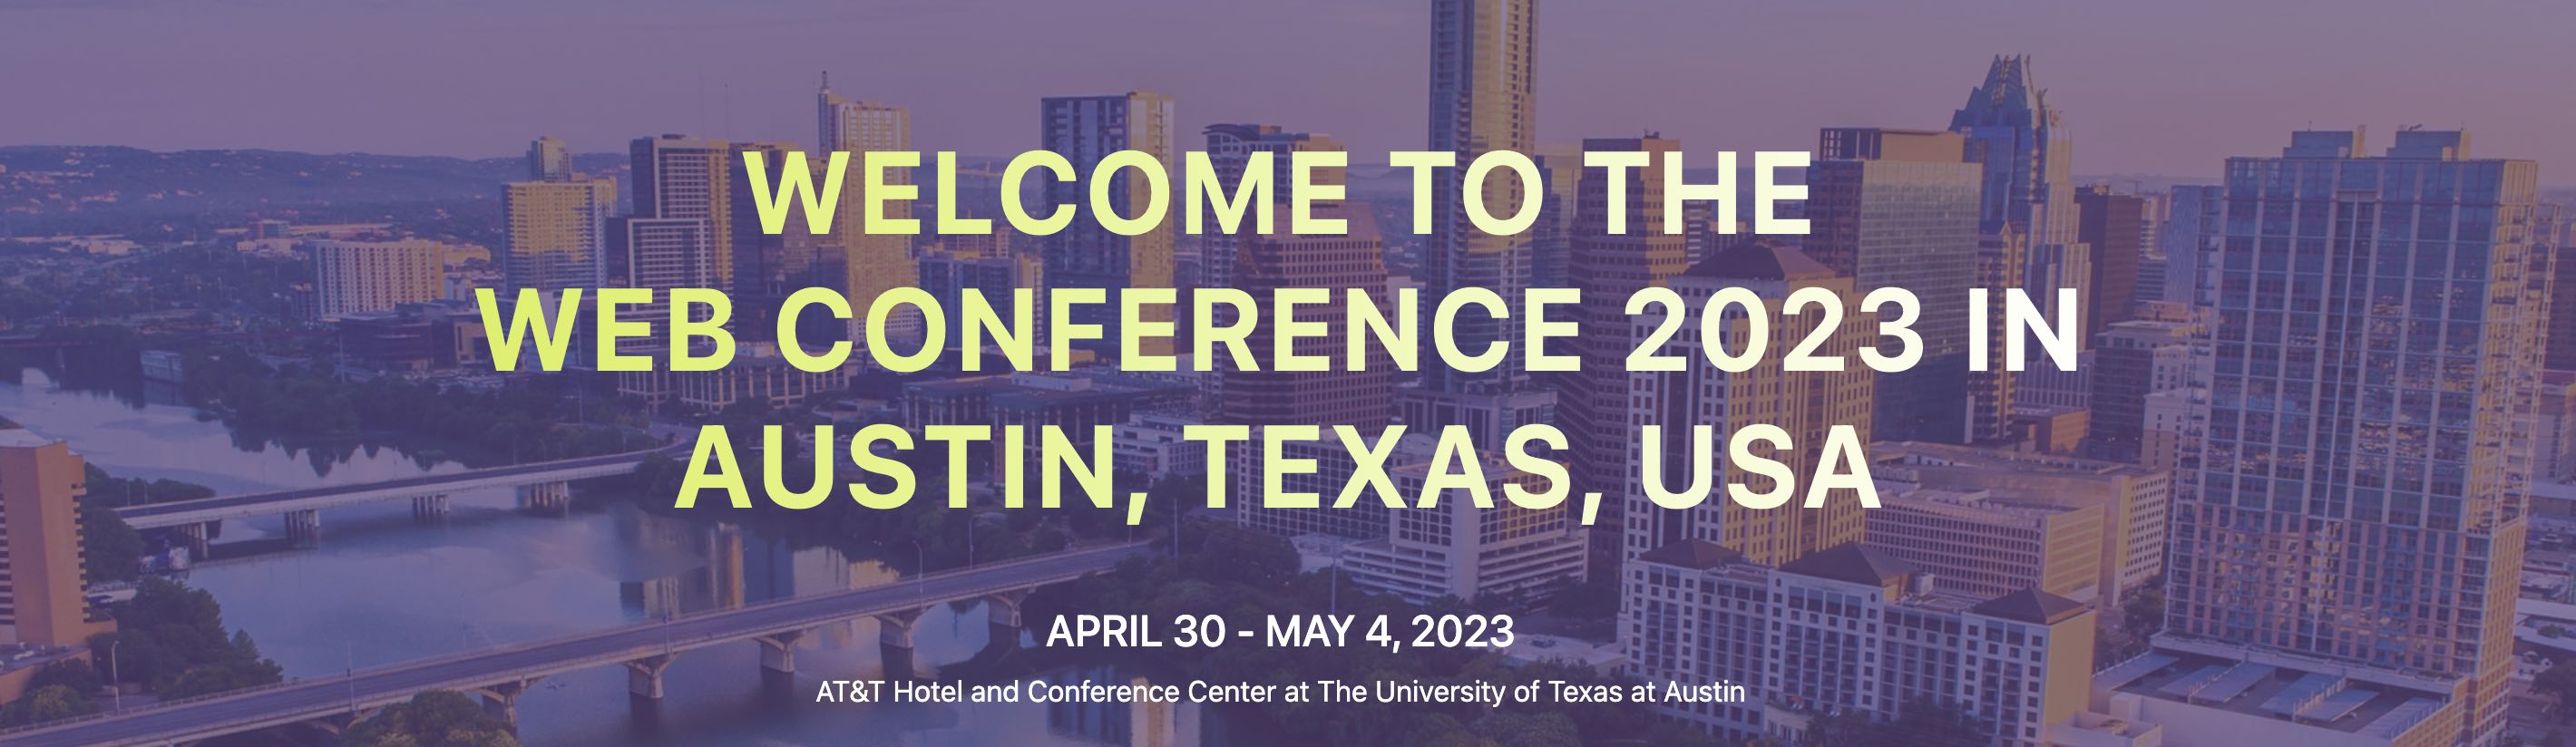 WELCOME TO THE
WEB CONFERENCE 2023 IN
AUSTIN, TEXAS, USA
APRIL 30 - MAY 4, 2023
AT&T Hotel and Conference Center at The University of Texas at Austin